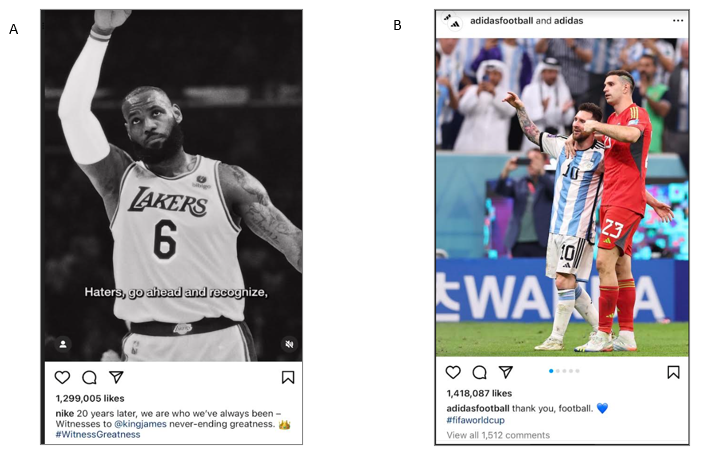 A
B
adidasfootball and adidas
LAKERS
6
10
10
23
WA
Haters, go ahead and recognize,
1,299,005 likes
nike 20 years later, we are who we've always been –
Witnesses to @kingjames never-ending greatness. 👑
#WitnessGreatness
1,418,087 likes
adidasfootball thank you, football. 💙
#fifaworldcup
View all 1,512 comments